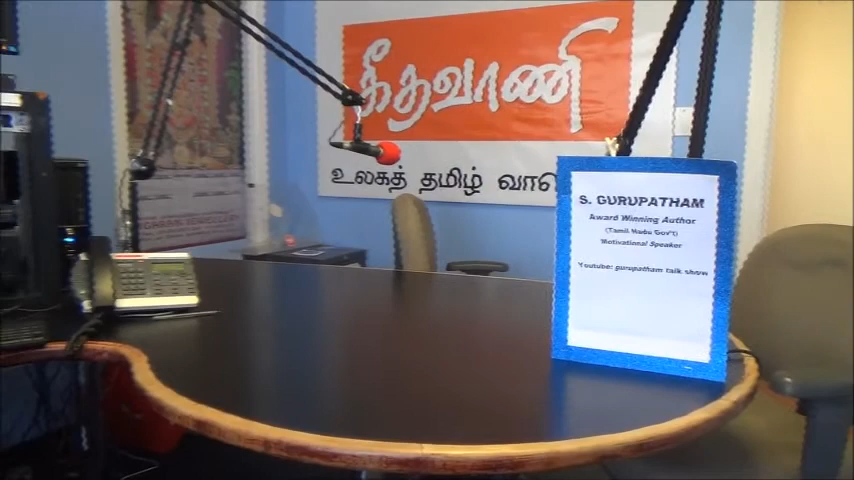 கீதவாணி
உலகத் தமிழ்
S. GURUPATHAM
Award Winning Author
(Tamil Nadu Gov't)
Motivational Speaker
Youtube: gurupatham talk show